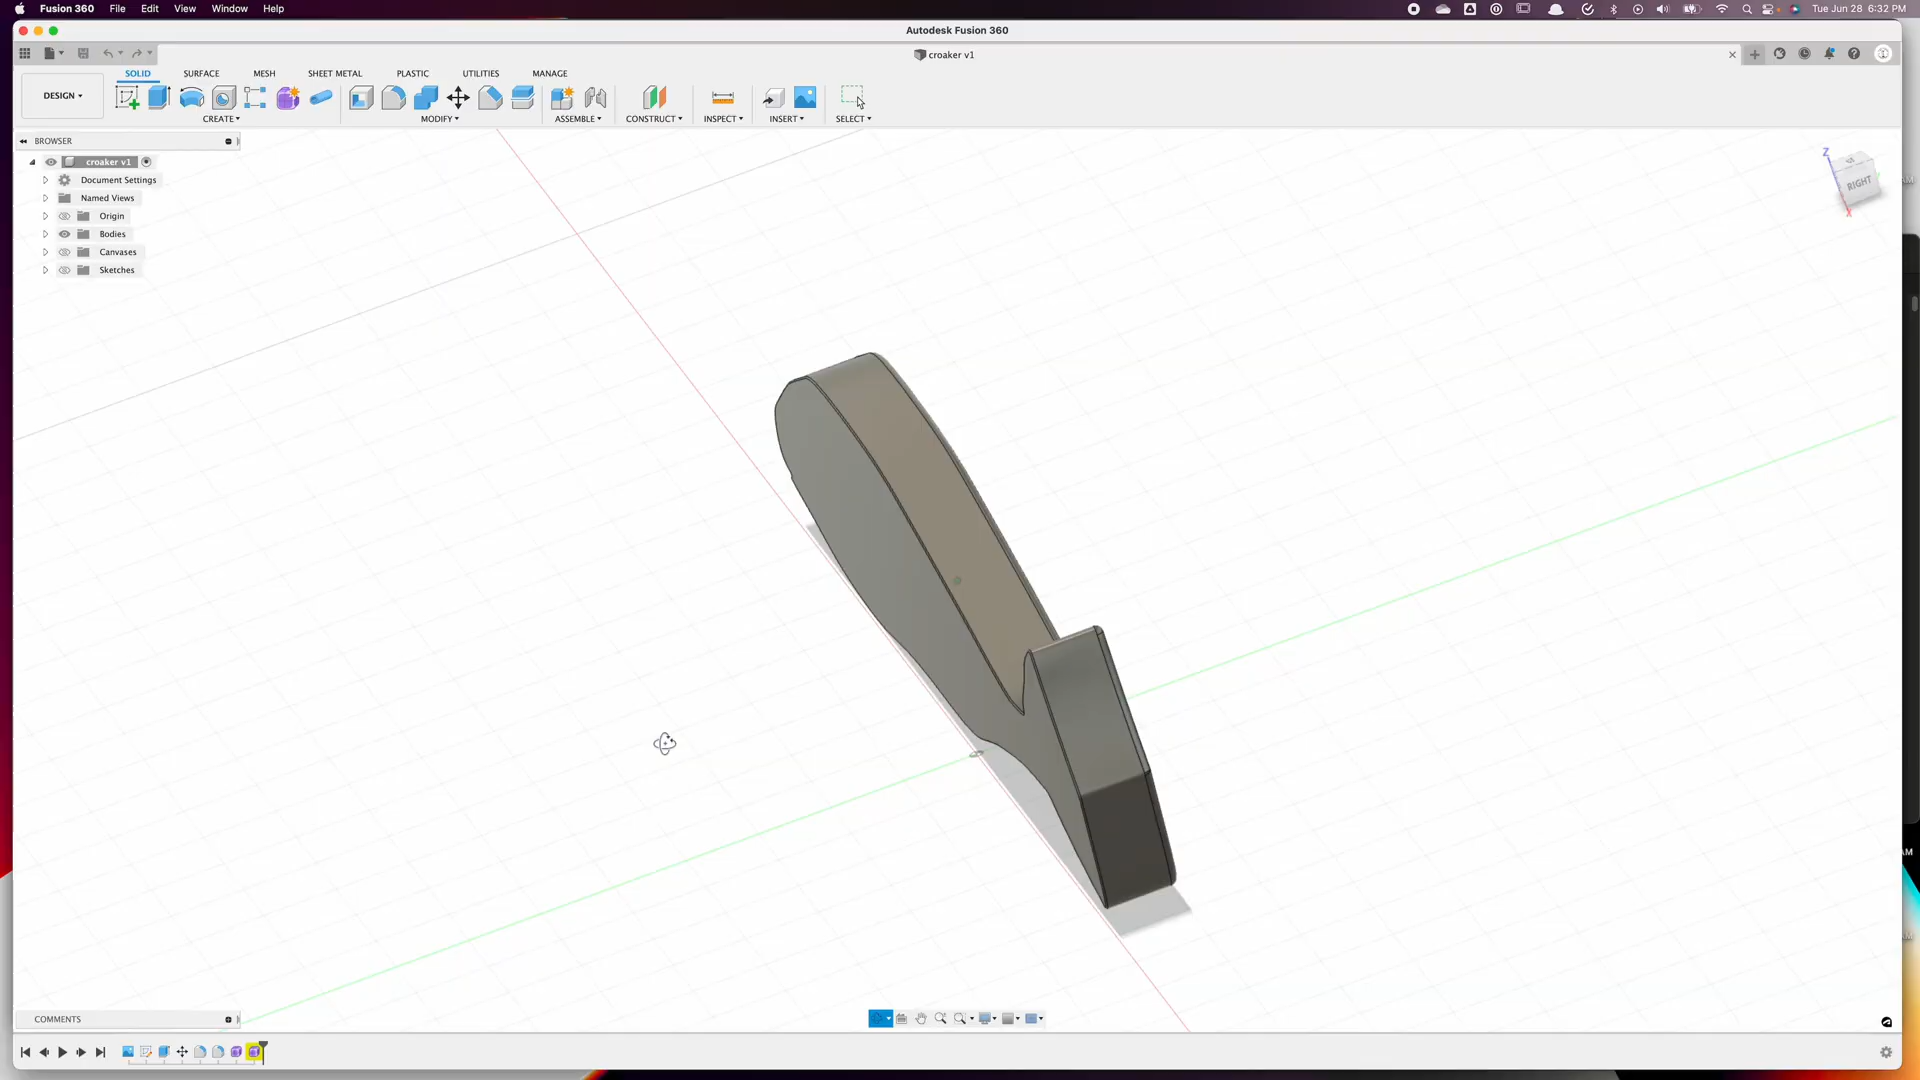 Fusion 360 File Edit View Window Help Tue Jun 28 6:32 PM
Autodesk Fusion 360
croaker v1
SOLID SURFACE MESH SHEET METAL PLASTIC UTILITIES MANAGE
DESIGN
CREATE MODIFY ASSEMBLE CONSTRUCT INSPECT INSERT SELECT
BROWSER
croaker v1
Document Settings
Named Views
Origin
Bodies
Canvases
Sketches
Z
RIGHT
X
AM
AM
COMMENTS